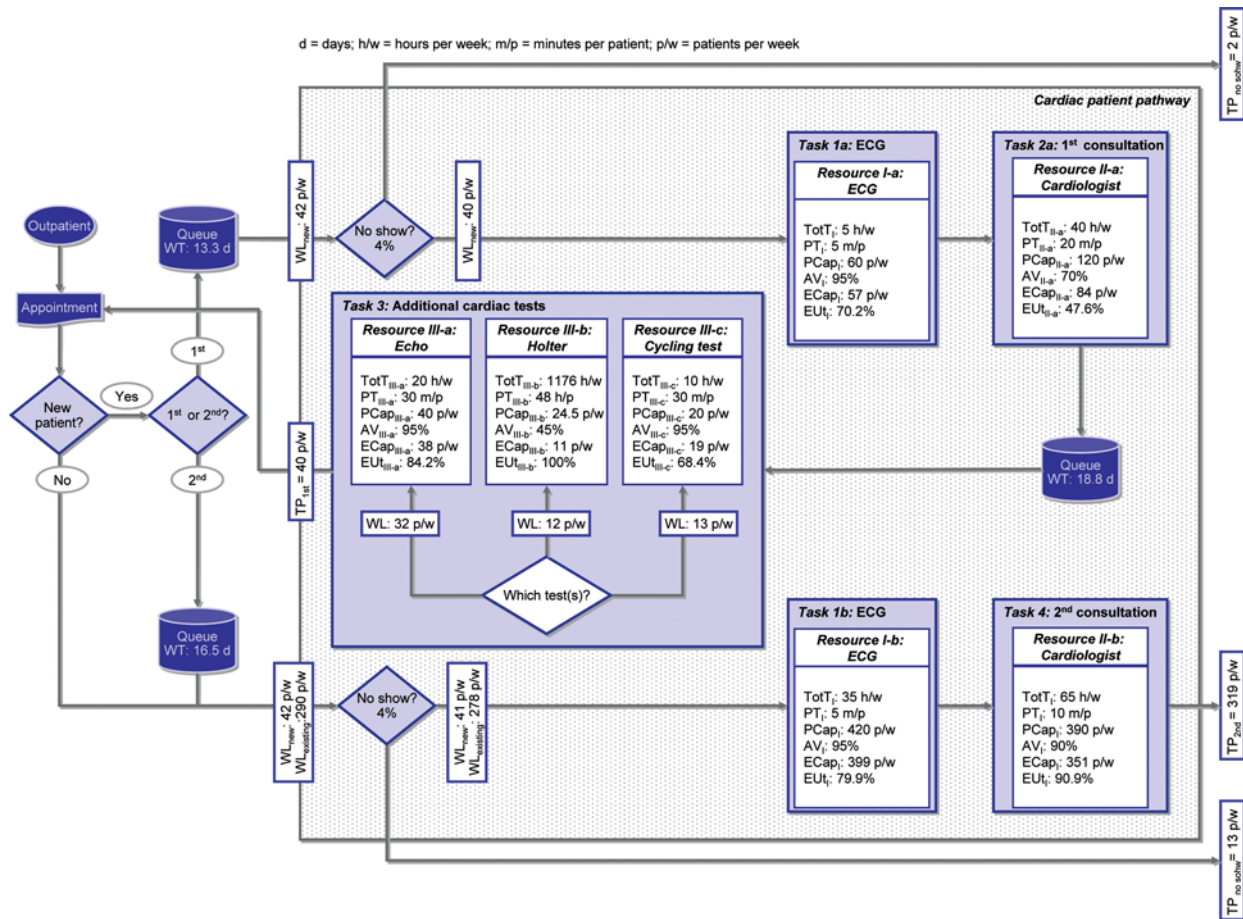 d = days; h/w = hours per week; m/p = minutes per patient; p/w = patients per week
TP no sohw = 2 p/w
Cardiac patient pathway
Outpatient
Appointment
New
patient?
Yes
No
1st or 2nd?
1st
2nd
Queue
WT: 13.3 d
WLnew: 42 p/w
No show?
4%
WLnew: 40 p/w
Task 1a: ECG
Resource I-a:
ECG
TotTI: 5 h/w
PTI: 5 m/p
PCapI: 60 p/w
AVI: 95%
ECapI: 57 p/w
EUtI: 70.2%
Task 2a: 1st consultation
Resource II-a:
Cardiologist
TotTII-a: 40 h/w
PTII-a: 20 m/p
PCapII-a: 120 p/w
AVII-a: 70%
ECapII-a: 84 p/w
EUtII-a: 47.6%
Queue
WT: 18.8 d
Task 3: Additional cardiac tests
Resource III-a:
Echo
TotTIII-a: 20 h/w
PTIII-a: 30 m/p
PCapIII-a: 40 p/w
AVIII-a: 95%
ECapIII-a: 38 p/w
EUtIII-a: 84.2%
Resource III-b:
Holter
TotTIII-b: 1176 h/w
PTIII-b: 48 h/p
PCapIII-b: 24.5 p/w
AVIII-b: 45%
ECapIII-b: 11 p/w
EUtIII-b: 100%
Resource III-c:
Cycling test
TotTIII-c: 10 h/w
PTIII-c: 30 m/p
PCapIII-c: 20 p/w
AVIII-c: 95%
ECapIII-c: 19 p/w
EUtIII-c: 68.4%
WL: 32 p/w
WL: 12 p/w
WL: 13 p/w
Which test(s)?
TP1st = 40 p/w
Queue
WT: 16.5 d
WLnew: 42 p/w
WLexisting:290 p/w
No show?
4%
WLnew: 41 p/w
WLexisting: 278 p/w
Task 1b: ECG
Resource I-b:
ECG
TotTI: 35 h/w
PTI: 5 m/p
PCapI: 420 p/w
AVI: 95%
ECapI: 399 p/w
EUtI: 79.9%
Task 4: 2nd consultation
Resource II-b:
Cardiologist
TotTI: 65 h/w
PTI: 10 m/p
PCapI: 390 p/w
AVI: 90%
ECapI: 351 p/w
EUtI: 90.9%
TP2nd = 319 p/w
TP no sohw = 13 p/w